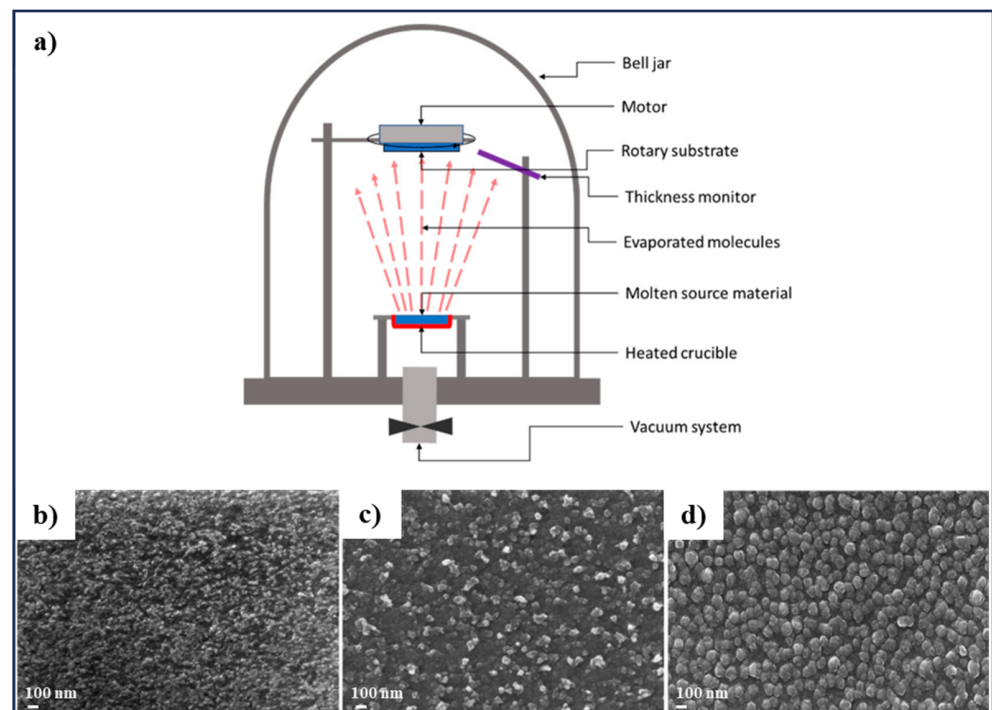 a)
Bell jar
Motor
Rotary substrate
Thickness monitor
Evaporated molecules
Molten source material
Heated crucible
Vacuum system
b)
c)
d)
100 nm
100 nm
100 nm